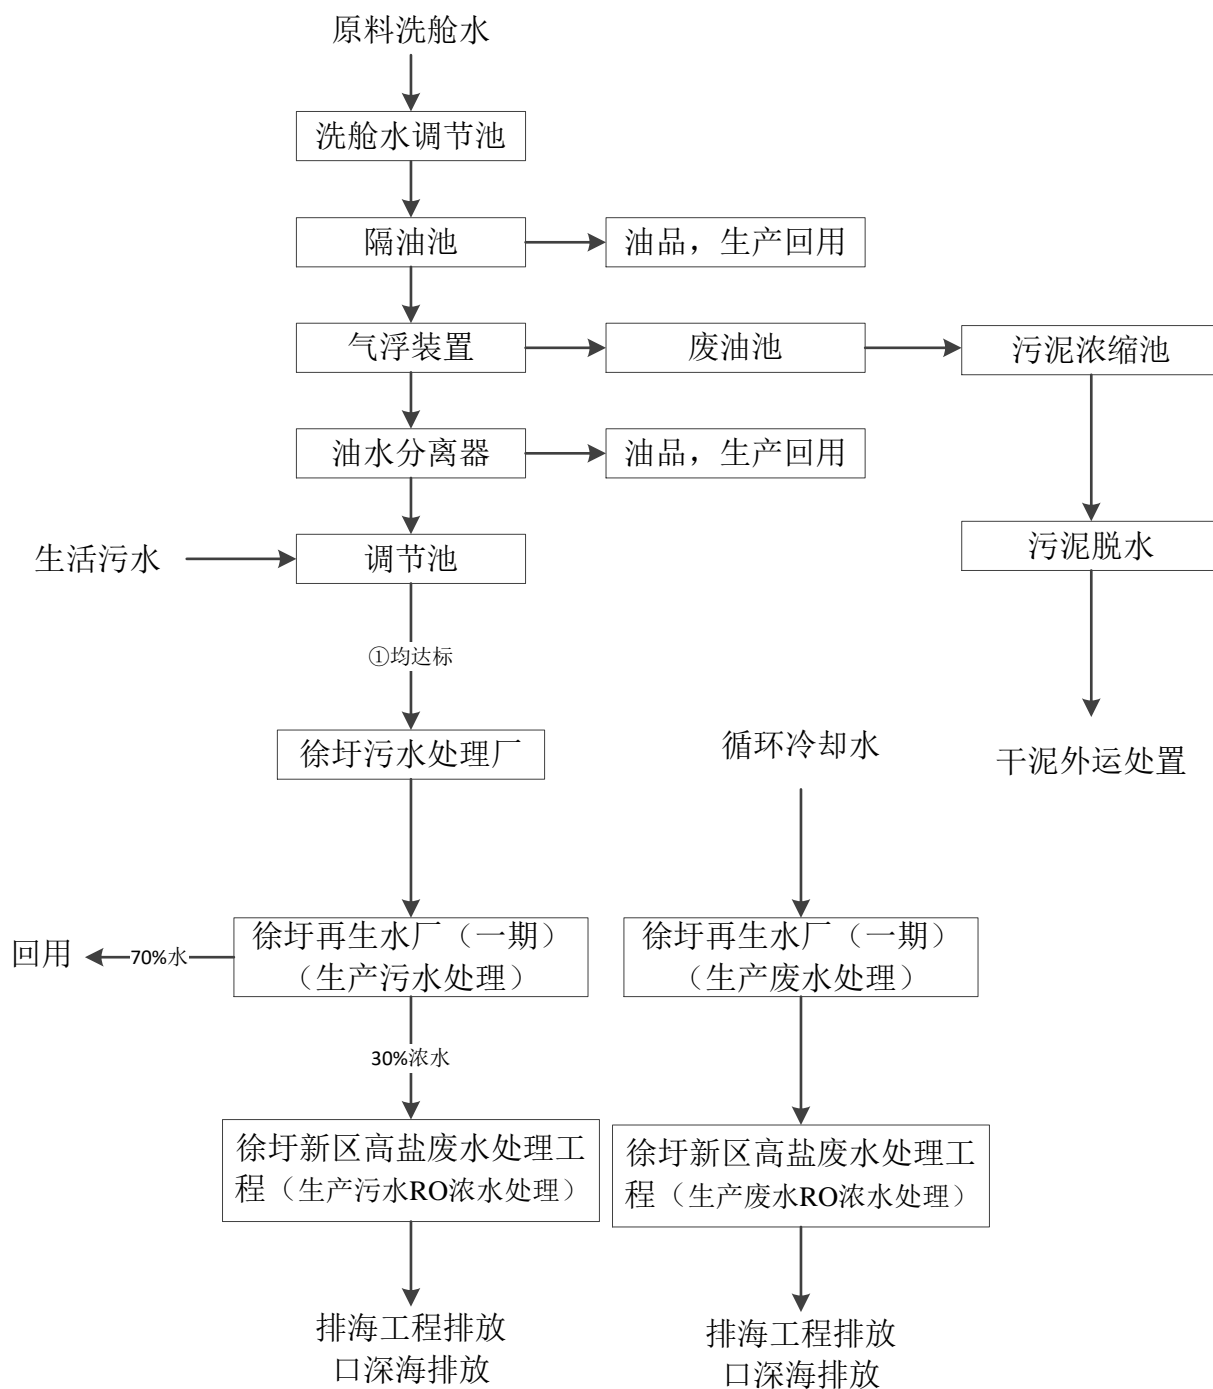 原料洗舱水
洗舱水调节池
隔油池
油品，生产回用
气浮装置
废油池
污泥浓缩池
油水分离器
油品，生产回用
生活污水
调节池
污泥脱水
①均达标
徐圩污水处理厂
循环冷却水
干泥外运处置
回用
70%水
徐圩再生水厂（一期）
（生产污水处理）
徐圩再生水厂（一期）
（生产废水处理）
30%浓水
徐圩新区高盐废水处理工
程（生产污水RO浓水处理）
徐圩新区高盐废水处理工
程（生产废水RO浓水处理）
排海工程排放
口深海排放
排海工程排放
口深海排放